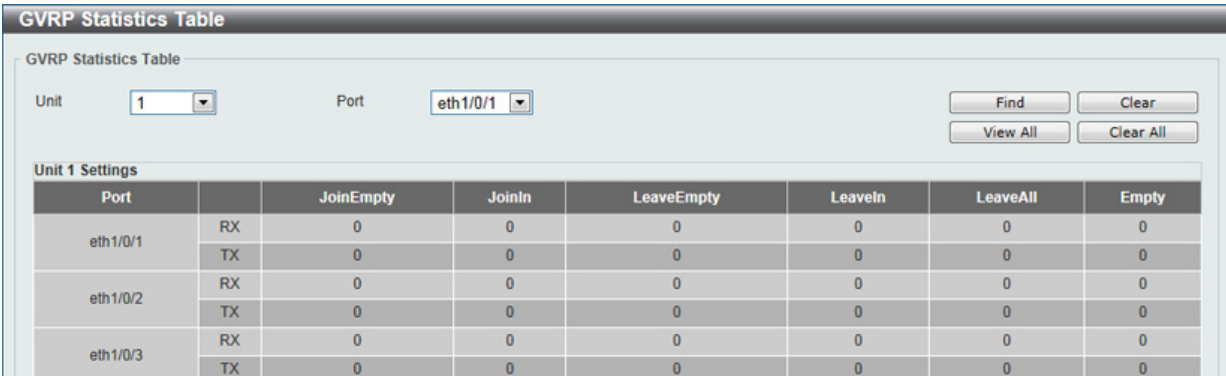 GVRP Statistics Table
GVRP Statistics Table
Unit 1 Port eth1/0/1 Find Clear
View All Clear All
Unit 1 Settings
Port JoinEmpty JoinIn LeaveEmpty LeaveIn LeaveAll Empty
eth1/0/1 RX 0 0 0 0 0 0
TX 0 0 0 0 0 0
eth1/0/2 RX 0 0 0 0 0 0
TX 0 0 0 0 0 0
eth1/0/3 RX 0 0 0 0 0 0
TX 0 0 0 0 0 0